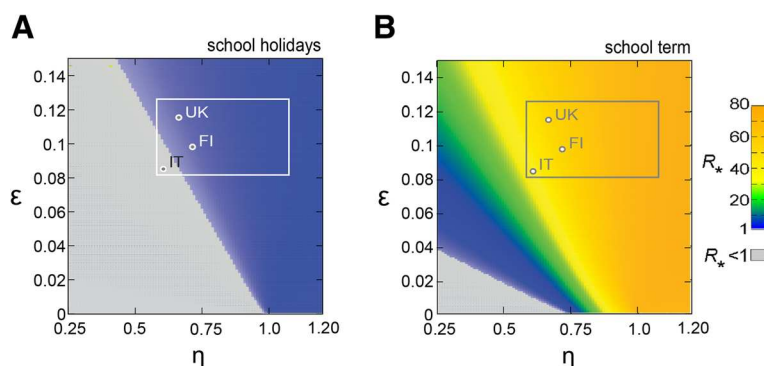 A
school holidays
0.14
0.12
0.1
0.08
0.06
0.04
0.02
0
ε
UK
FI
IT
0.25
0.5
0.75
1.0
1.20
η
B
school term
0.14
0.12
0.1
0.08
0.06
0.04
0.02
0
ε
UK
FI
IT
0.25
0.5
0.75
1.0
1.20
η
80
60
R*
40
20
1
R* <1